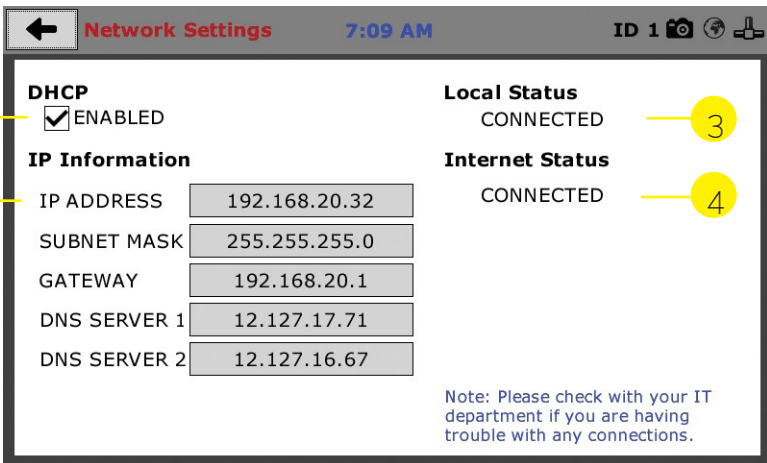 Network Settings 7:09 AM ID 1
DHCP
ENABLED
IP Information
IP ADDRESS 192.168.20.32
SUBNET MASK 255.255.255.0
GATEWAY 192.168.20.1
DNS SERVER 1 12.127.17.71
DNS SERVER 2 12.127.16.67
Local Status
CONNECTED
3
Internet Status
CONNECTED
4
Note: Please check with your IT
department if you are having
trouble with any connections.